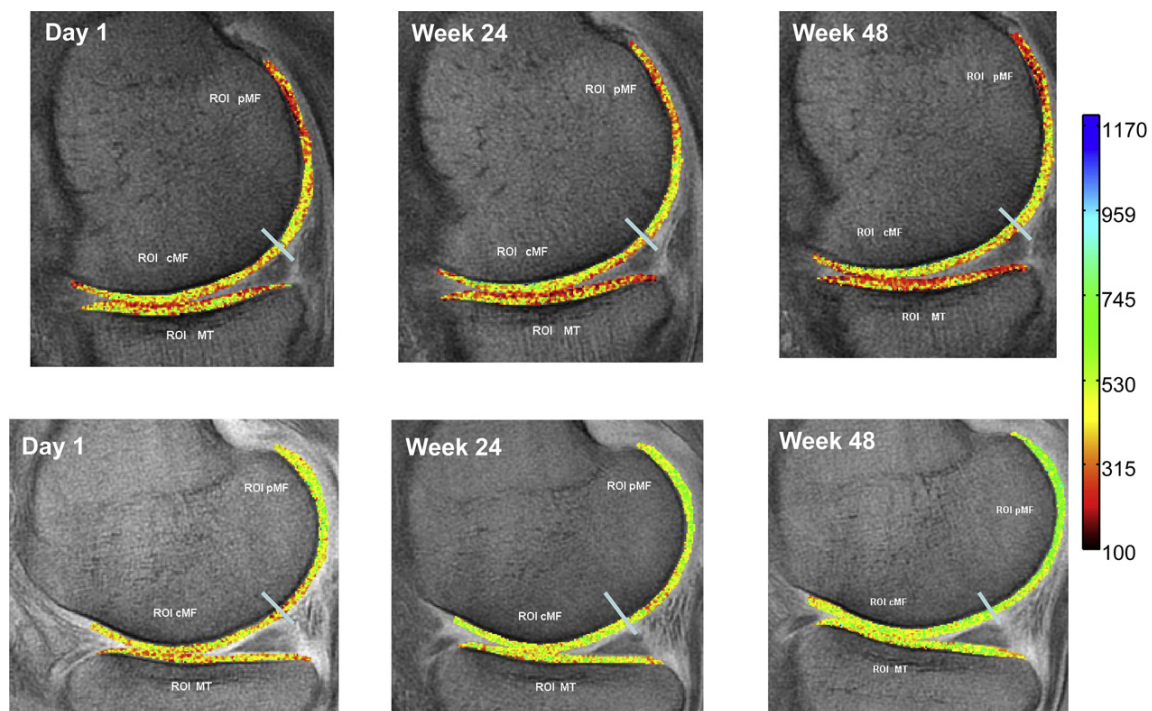 Day 1
Week 24
Week 48
ROI pMF
ROI pMF
ROI pMF
ROI cMF
ROI cMF
ROI cMF
ROI MT
ROI MT
ROI MT
1170
959
745
530
315
100
Day 1
Week 24
Week 48
ROI pMF
ROI pMF
ROI pMF
ROI cMF
ROI cMF
ROI cMF
ROI MT
ROI MT
ROI MT